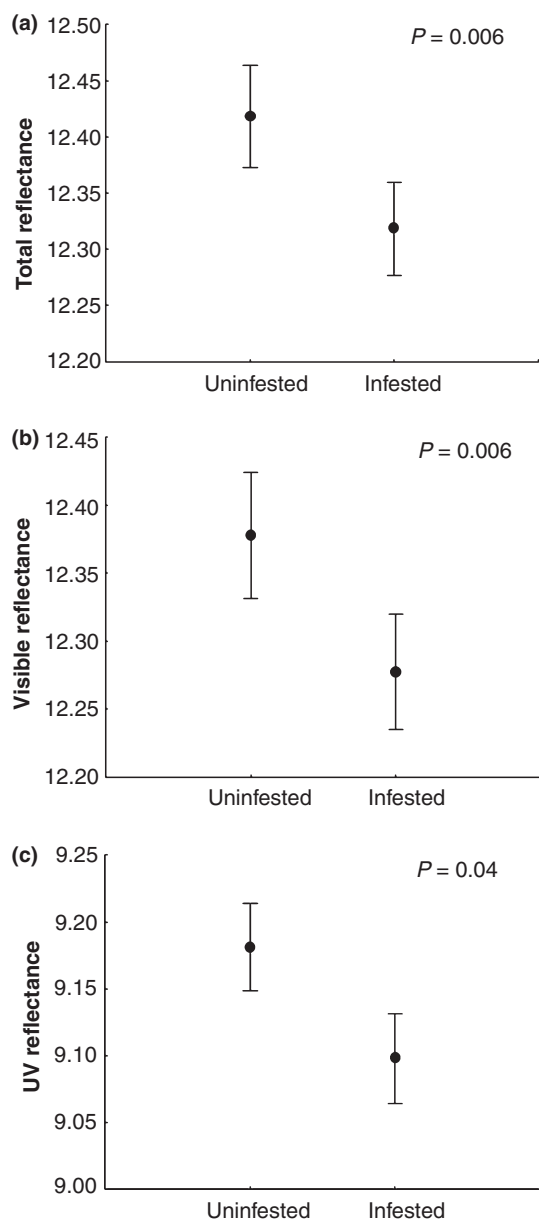 (a)
P = 0.006
Total reflectance
12.50
12.45
12.40
12.35
12.30
12.25
12.20
Uninfested Infested
(b)
P = 0.006
Visible reflectance
12.45
12.40
12.35
12.30
12.25
12.20
Uninfested Infested
(c)
P = 0.04
UV reflectance
9.25
9.20
9.15
9.10
9.05
9.00
Uninfested Infested